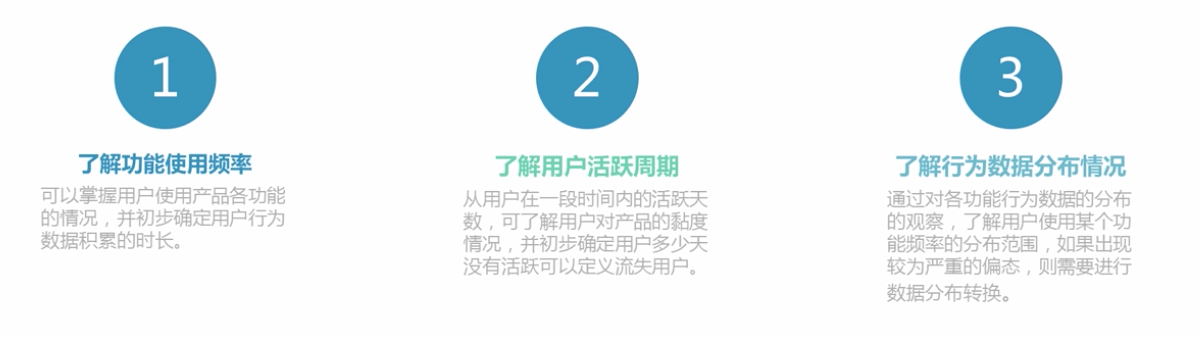 1
了解功能使用频率
可以掌握用户使用产品各功能
的情况，并初步确定用户行为
数据积累的时长。
2
了解用户活跃周期
从用户在一段时间内的活跃天
数，可了解用户对产品的黏度
情况，并初步确定用户多少天
没有活跃可以定义流失用户。
3
了解行为数据分布情况
通过对各功能行为数据的分布
的观察，了解用户使用某个功
能频率的分布范围，如果出现
较为严重的偏态，则需要进行
数据分布转换。